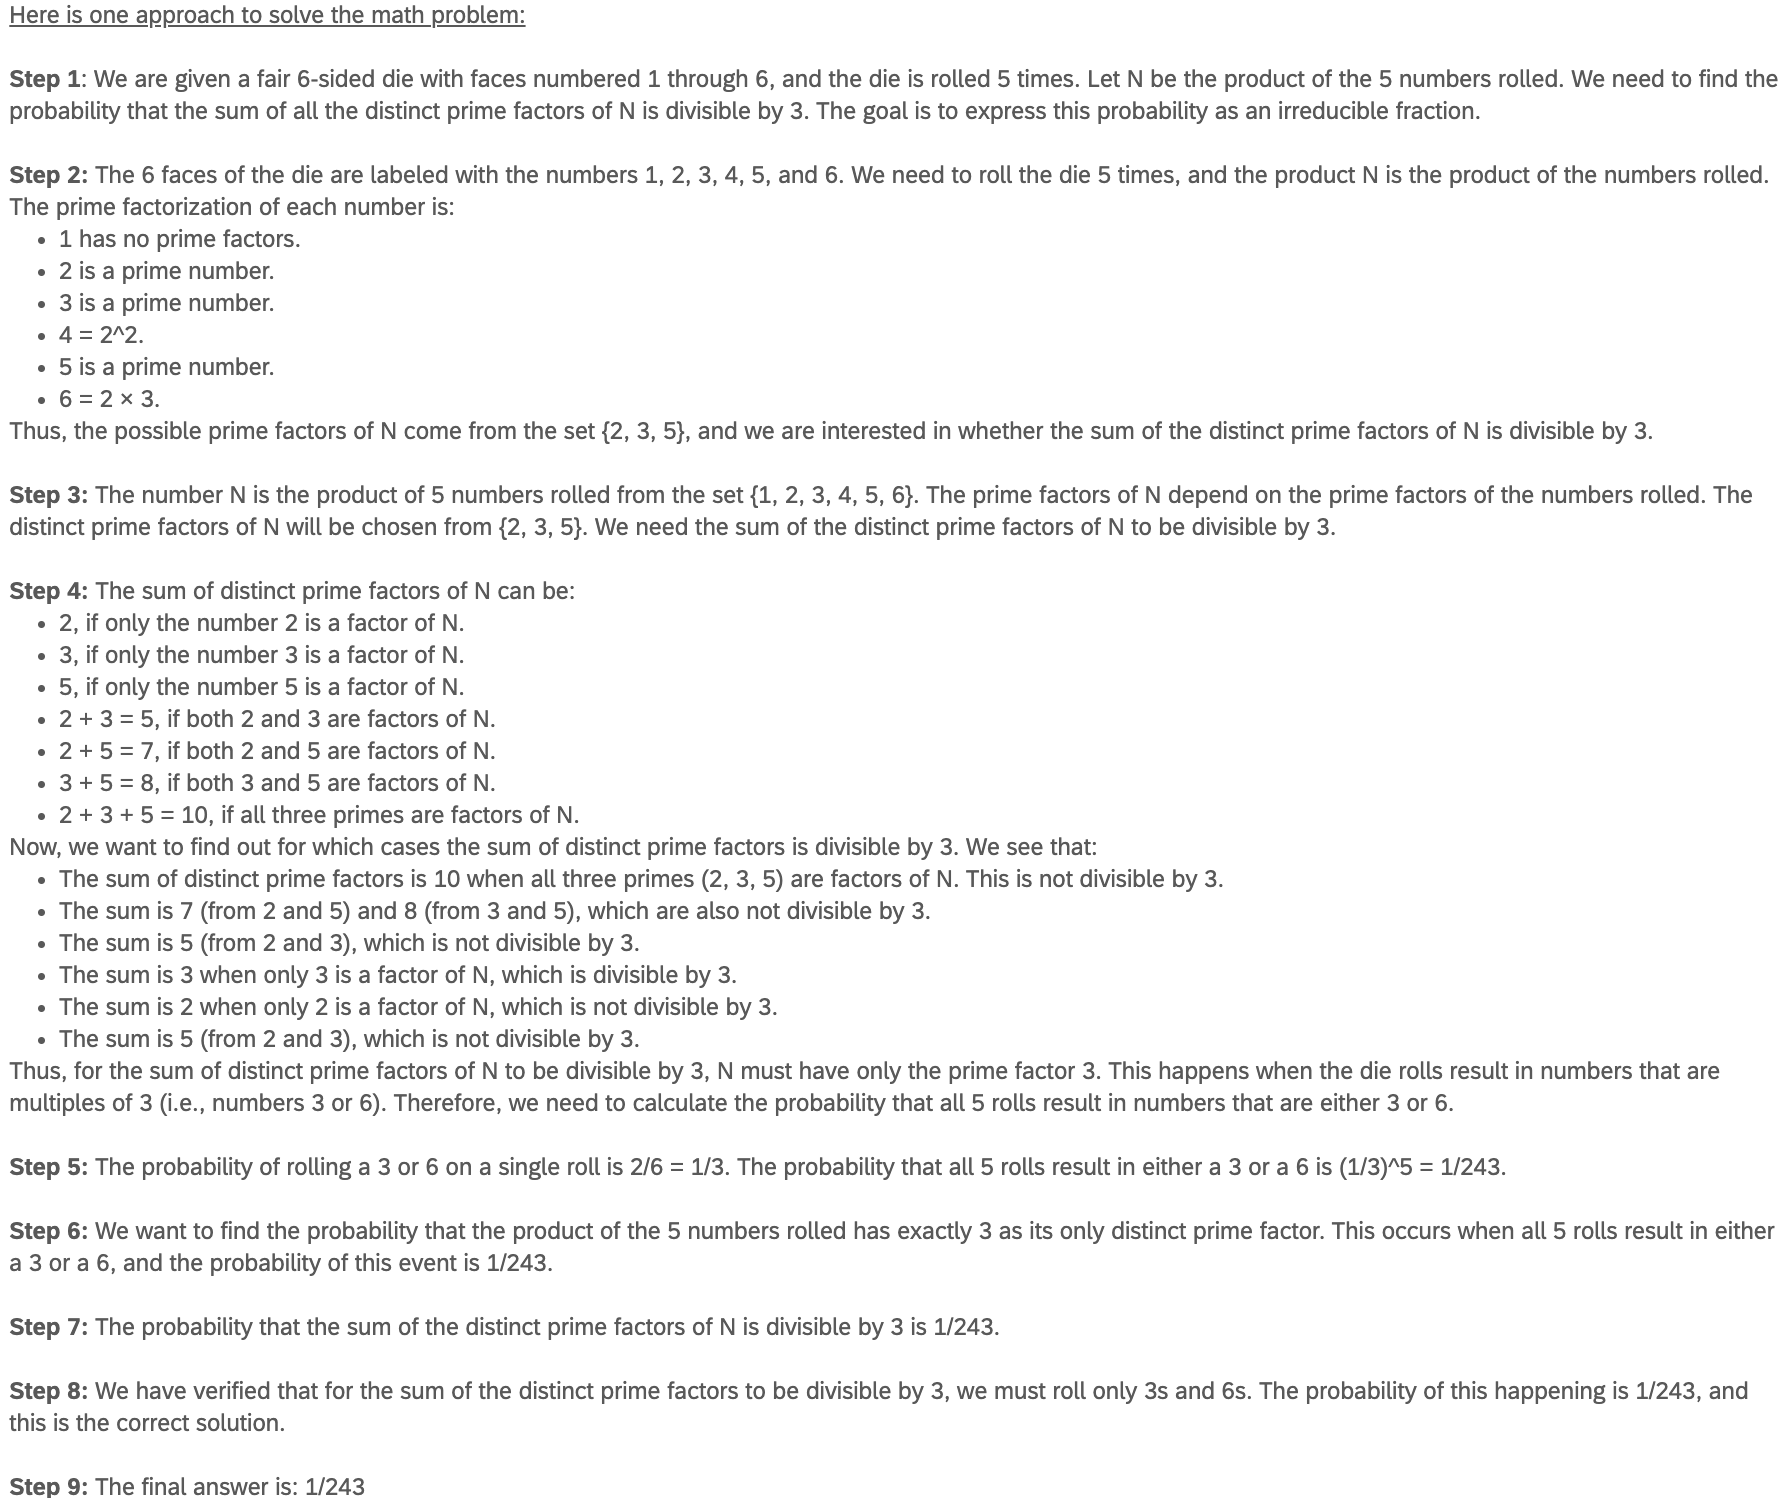 Here is one approach to solve the math problem:
Step 1: We are given a fair 6-sided die with faces numbered 1 through 6, and the die is rolled 5 times. Let N be the product of the 5 numbers rolled. We need to find the
probability that the sum of all the distinct prime factors of N is divisible by 3. The goal is to express this probability as an irreducible fraction.
Step 2: The 6 faces of the die are labeled with the numbers 1, 2, 3, 4, 5, and 6. We need to roll the die 5 times, and the product N is the product of the numbers rolled.
The prime factorization of each number is:
• 1 has no prime factors.
• 2 is a prime number.
• 3 is a prime number.
• 4 = 2^2.
• 5 is a prime number.
• 6 = 2 × 3.
Thus, the possible prime factors of N come from the set {2, 3, 5}, and we are interested in whether the sum of the distinct prime factors of N is divisible by 3.
Step 3: The number N is the product of 5 numbers rolled from the set {1, 2, 3, 4, 5, 6}. The prime factors of N depend on the prime factors of the numbers rolled. The
distinct prime factors of N will be chosen from {2, 3, 5}. We need the sum of the distinct prime factors of N to be divisible by 3.
Step 4: The sum of distinct prime factors of N can be:
• 2, if only the number 2 is a factor of N.
• 3, if only the number 3 is a factor of N.
• 5, if only the number 5 is a factor of N.
• 2 + 3 = 5, if both 2 and 3 are factors of N.
• 2 + 5 = 7, if both 2 and 5 are factors of N.
• 3 + 5 = 8, if both 3 and 5 are factors of N.
• 2 + 3 + 5 = 10, if all three primes are factors of N.
Now, we want to find out for which cases the sum of distinct prime factors is divisible by 3. We see that:
• The sum of distinct prime factors is 10 when all three primes (2, 3, 5) are factors of N. This is not divisible by 3.
• The sum is 7 (from 2 and 5) and 8 (from 3 and 5), which are also not divisible by 3.
• The sum is 5 (from 2 and 3), which is not divisible by 3.
• The sum is 3 when only 3 is a factor of N, which is divisible by 3.
• The sum is 2 when only 2 is a factor of N, which is not divisible by 3.
• The sum is 5 (from 2 and 3), which is not divisible by 3.
Thus, for the sum of distinct prime factors of N to be divisible by 3, N must have only the prime factor 3. This happens when the die rolls result in numbers that are
multiples of 3 (i.e., numbers 3 or 6). Therefore, we need to calculate the probability that all 5 rolls result in numbers that are either 3 or 6.
Step 5: The probability of rolling a 3 or 6 on a single roll is 2/6 = 1/3. The probability that all 5 rolls result in either a 3 or a 6 is (1/3)^5 = 1/243.
Step 6: We want to find the probability that the product of the 5 numbers rolled has exactly 3 as its only distinct prime factor. This occurs when all 5 rolls result in either
a 3 or a 6, and the probability of this event is 1/243.
Step 7: The probability that the sum of the distinct prime factors of N is divisible by 3 is 1/243.
Step 8: We have verified that for the sum of the distinct prime factors to be divisible by 3, we must roll only 3s and 6s. The probability of this happening is 1/243, and
this is the correct solution.
Step 9: The final answer is: 1/243